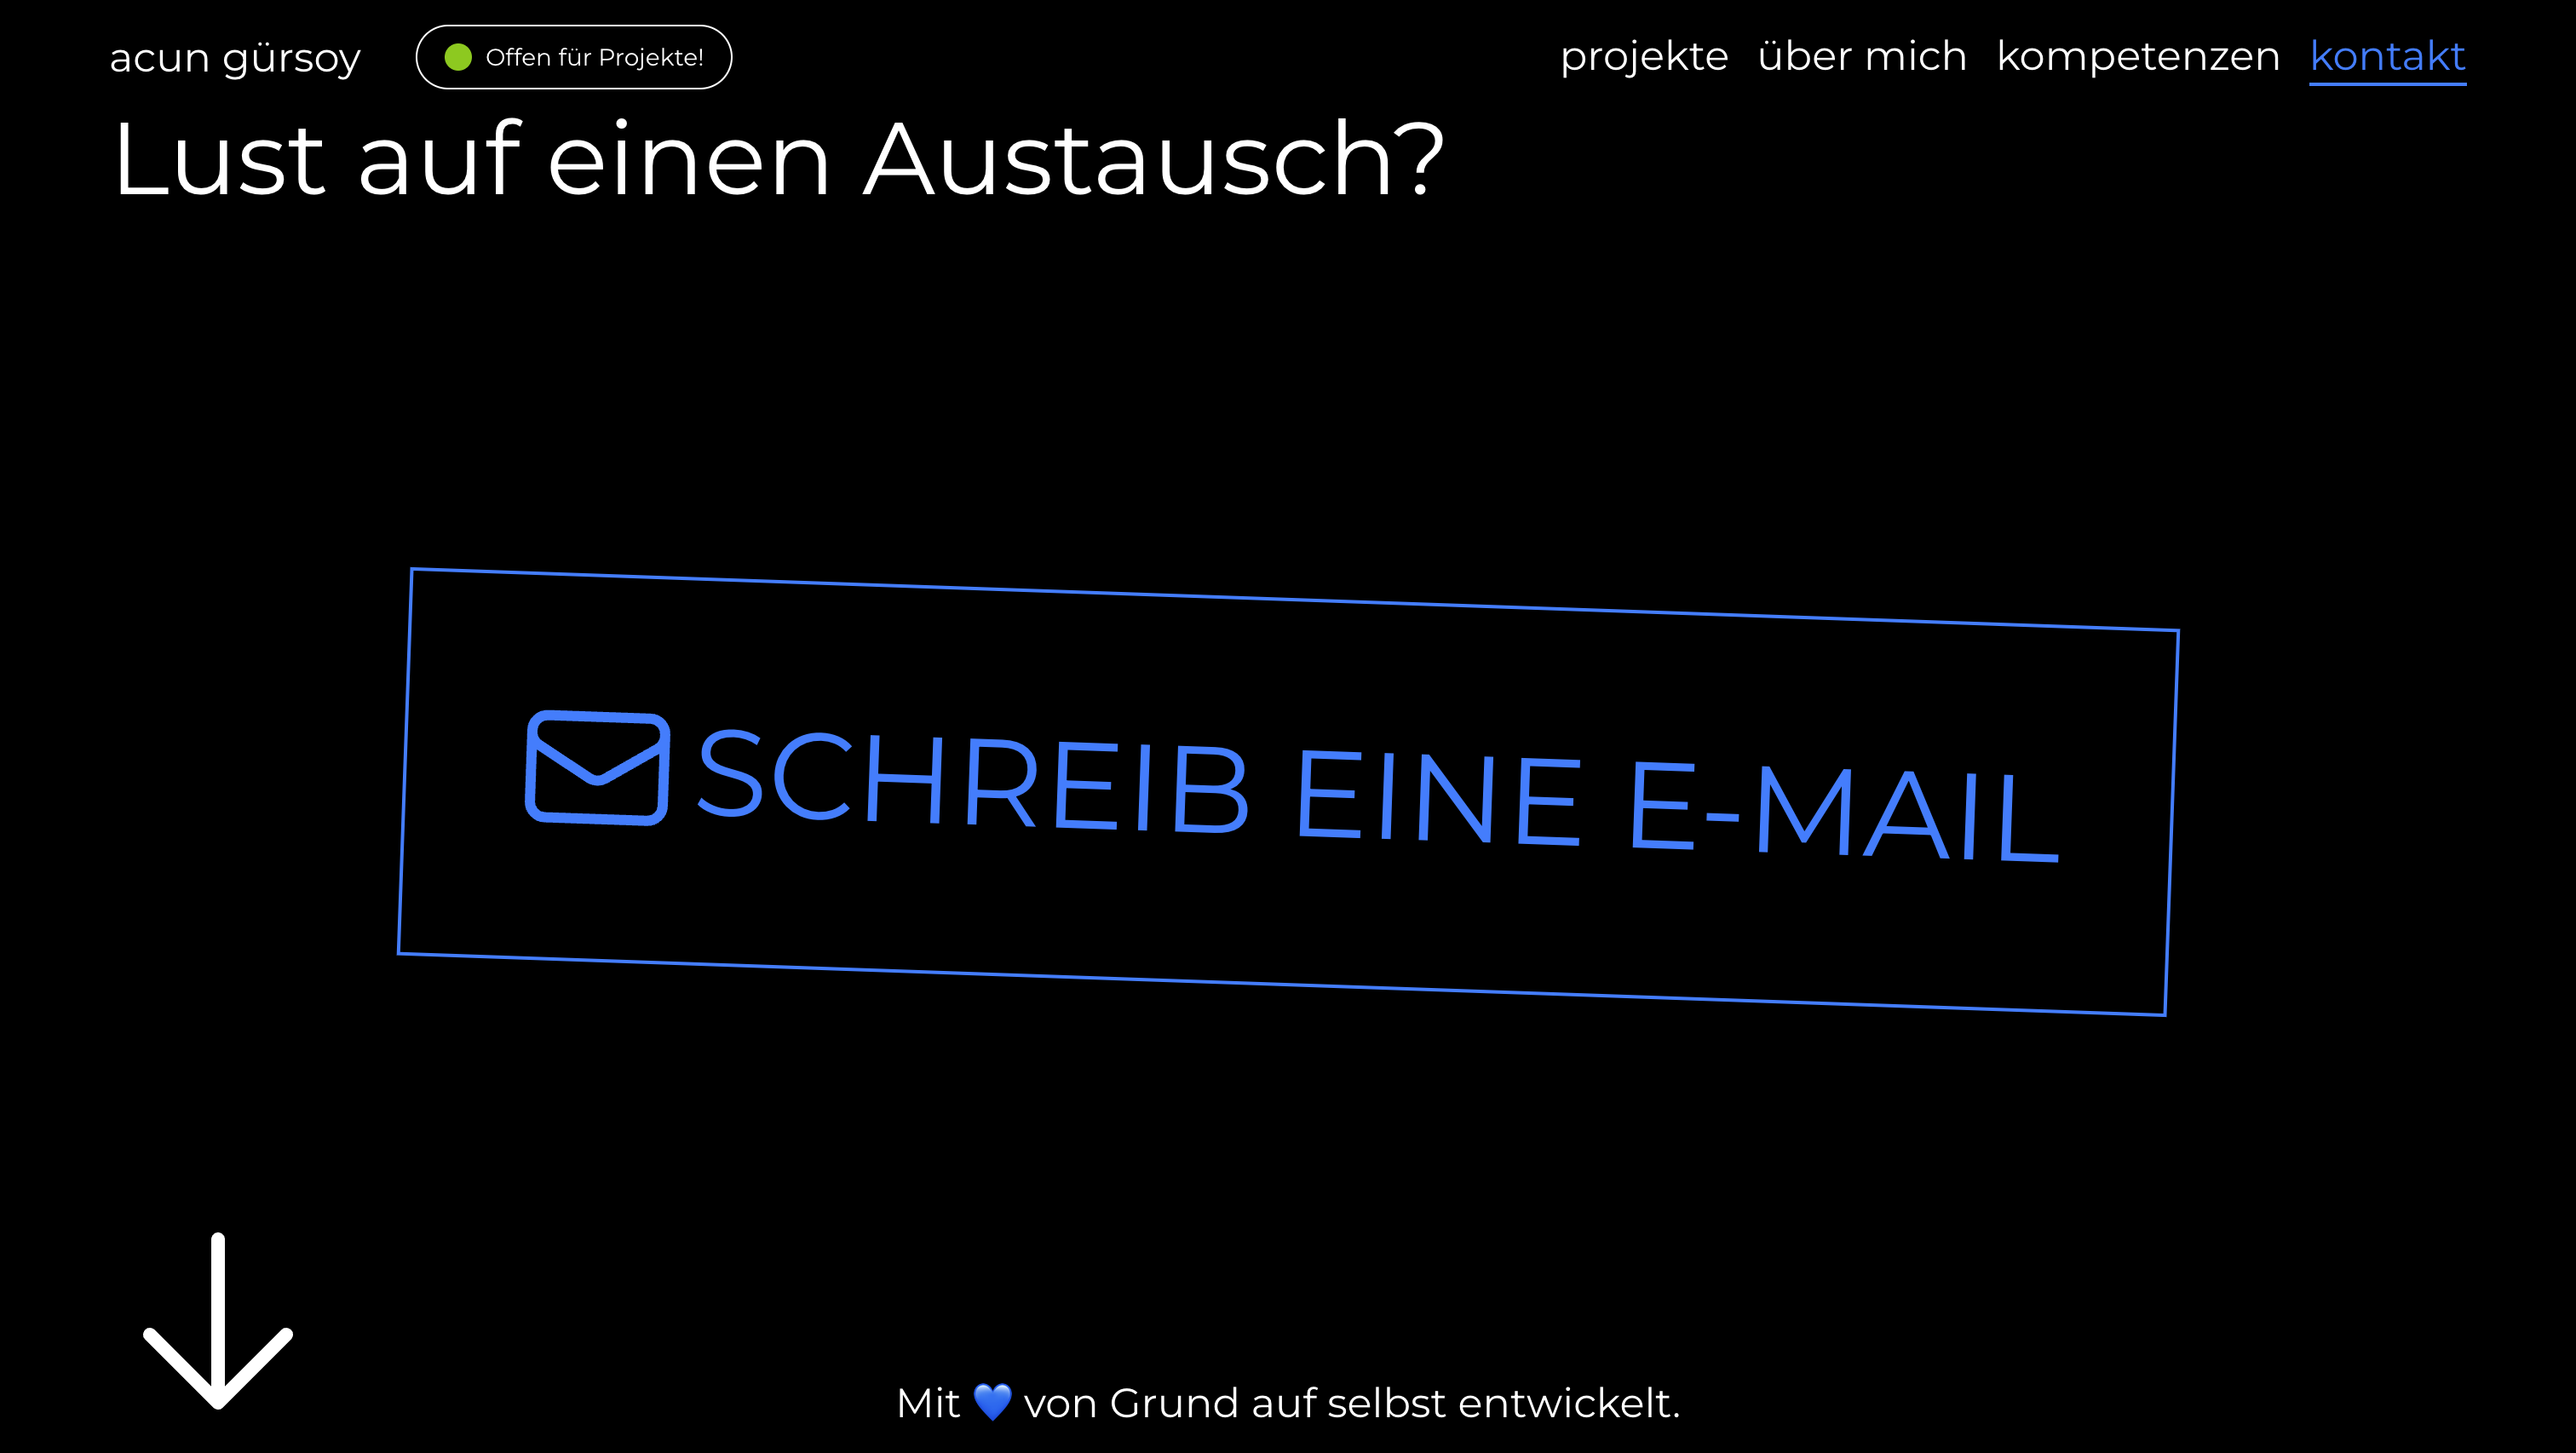 acun gürsoy
Offen für Projekte!
projekte über mich kompetenzen kontakt
Lust auf einen Austausch?
SCHREIB EINE E-MAIL
Mit 💙 von Grund auf selbst entwickelt.